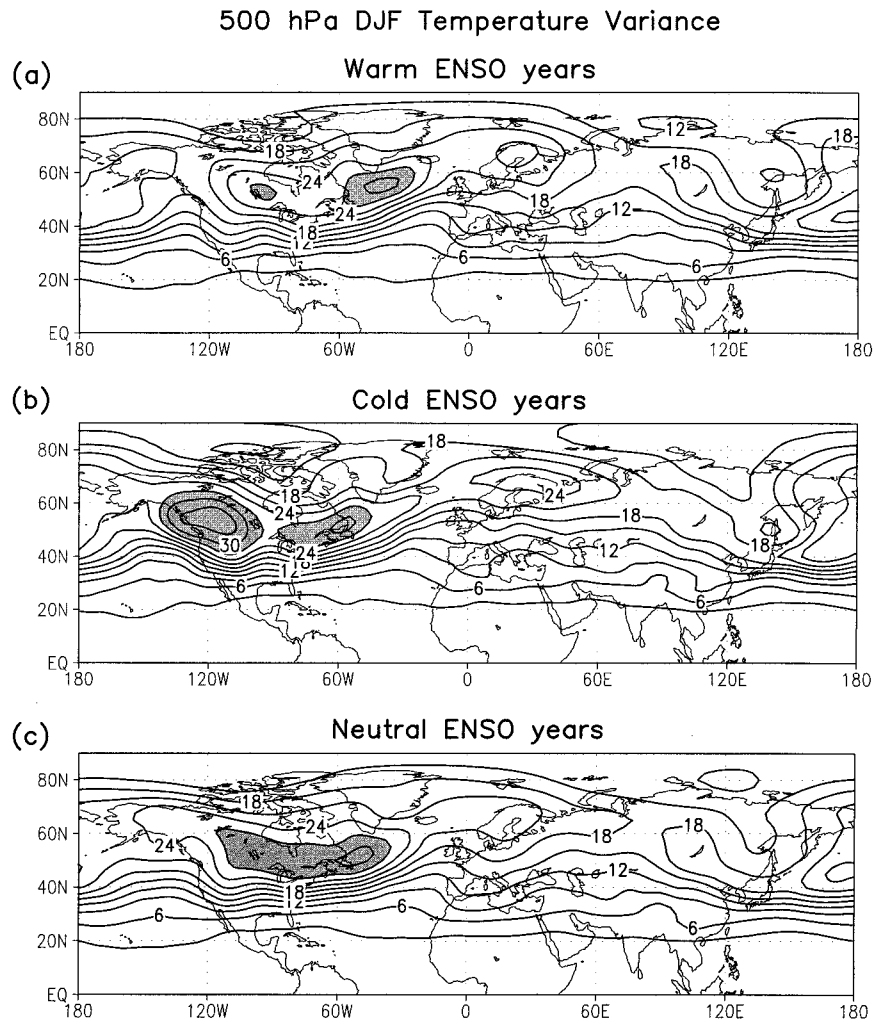 500 hPa DJF Temperature Variance
(a)
Warm ENSO years
80N
60N
40N
20N
EQ
180
120W
60W
0
60E
120E
180
18
24
24
18
12
6
18
12
12
18
18
6
(b)
Cold ENSO years
80N
60N
40N
20N
EQ
180
120W
60W
0
60E
120E
180
18
18
24
30
24
12
6
24
18
12
6
6
18
(c)
Neutral ENSO years
80N
60N
40N
20N
EQ
180
120W
60W
0
60E
120E
180
18
24
24
18
12
6
6
18
12
18
6